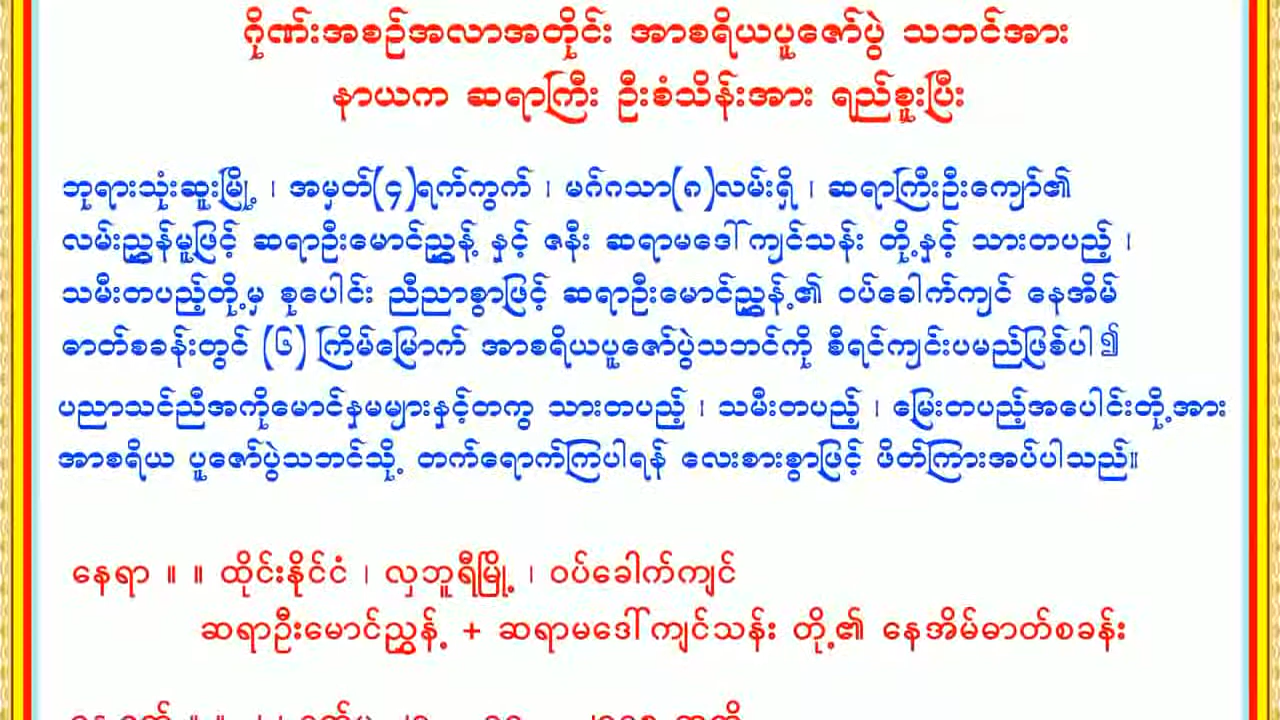 ဂိုဏ်းအစဉ်အလာအတိုင်း အာစရိယပူဇော်ပွဲ သဘင်အား
နာယက ဆရာကြီး ဦးစံသိန်းအား ရည်စူးပြီး
ဘုရားသုံးဆူးမြို့ ၊ အမှတ်(၄)ရက်ကွက် ၊ မဂ်ဂသာ(၈)လမ်းရှိ ၊ ဆရာကြီးဦးကျော်၏
လမ်းညွှန်မူဖြင့် ဆရာဦးမောင်ညွှန့် နှင့် ဇနီး ဆရာမဒေါ်ကျင်သန်း တို့နှင့် သားတပည့် ၊
သမီးတပည့်တို့မှ စုပေါင်း ညီညာစွာဖြင့် ဆရာဦးမောင်ညွှန့်၏ ဝပ်ခေါက်ကျင် နေအိမ်
ဓာတ်စခန်းတွင် (၆) ကြိမ်မြောက် အာစရိယပူဇော်ပွဲသဘင်ကို စီရင်ကျင်းပမည်ဖြစ်ပါ၍
ပညာသင်ညီအကိုမောင်နှမများနှင့်တကွ သားတပည့် ၊ သမီးတပည့် ၊ မြေးတပည့်အပေါင်းတို့အား
အာစရိယ ပူဇော်ပွဲသဘင်သို့ တက်ရောက်ကြပါရန် လေးစားစွာဖြင့် ဖိတ်ကြားအပ်ပါသည်။
နေရာ ။ ။ ထိုင်းနိုင်ငံ ၊ လှဘူရီမြို့ ၊ ဝပ်ခေါက်ကျင်
ဆရာဦးမောင်ညွှန့် + ဆရာမဒေါ်ကျင်သန်း တို့၏ နေအိမ်ဓာတ်စခန်း